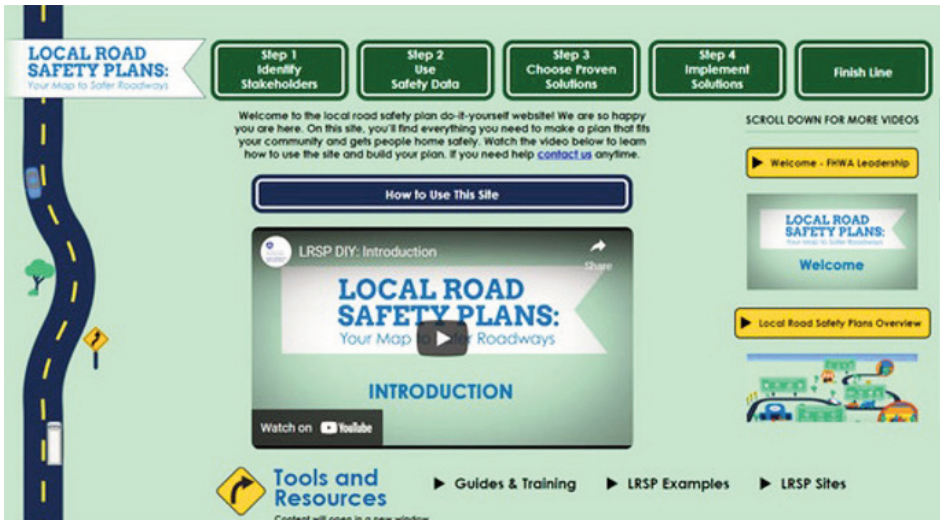 LOCAL ROAD
SAFETY PLANS:
Your Map to Safer Roadways
Step 1
Identify
Stakeholders
Step 2
Use
Safety Data
Step 3
Choose Proven
Solutions
Step 4
Implement
Solutions
Finish Line
Welcome to the local road safety plan do-it-yourself website! We are so happy
you are here. On this site, you'll find everything you need to make a plan that fits
your community and gets people home safely. Watch the video below to learn
how to use the site and build your plan. If you need help contact us anytime.
How to Use This Site
LRSP DIY: Introduction
Share
LOCAL ROAD
SAFETY PLANS:
Your Map to Safer Roadways
INTRODUCTION
Watch on YouTube
SCROLL DOWN FOR MORE VIDEOS
Welcome - FHWA Leadership
LOCAL ROAD
SAFETY PLANS:
Your Map to Safer Roadways
Welcome
Local Road Safety Plans Overview
Tools and
Resources
Content will open in a new window
Guides & Training
LRSP Examples
LRSP Sites